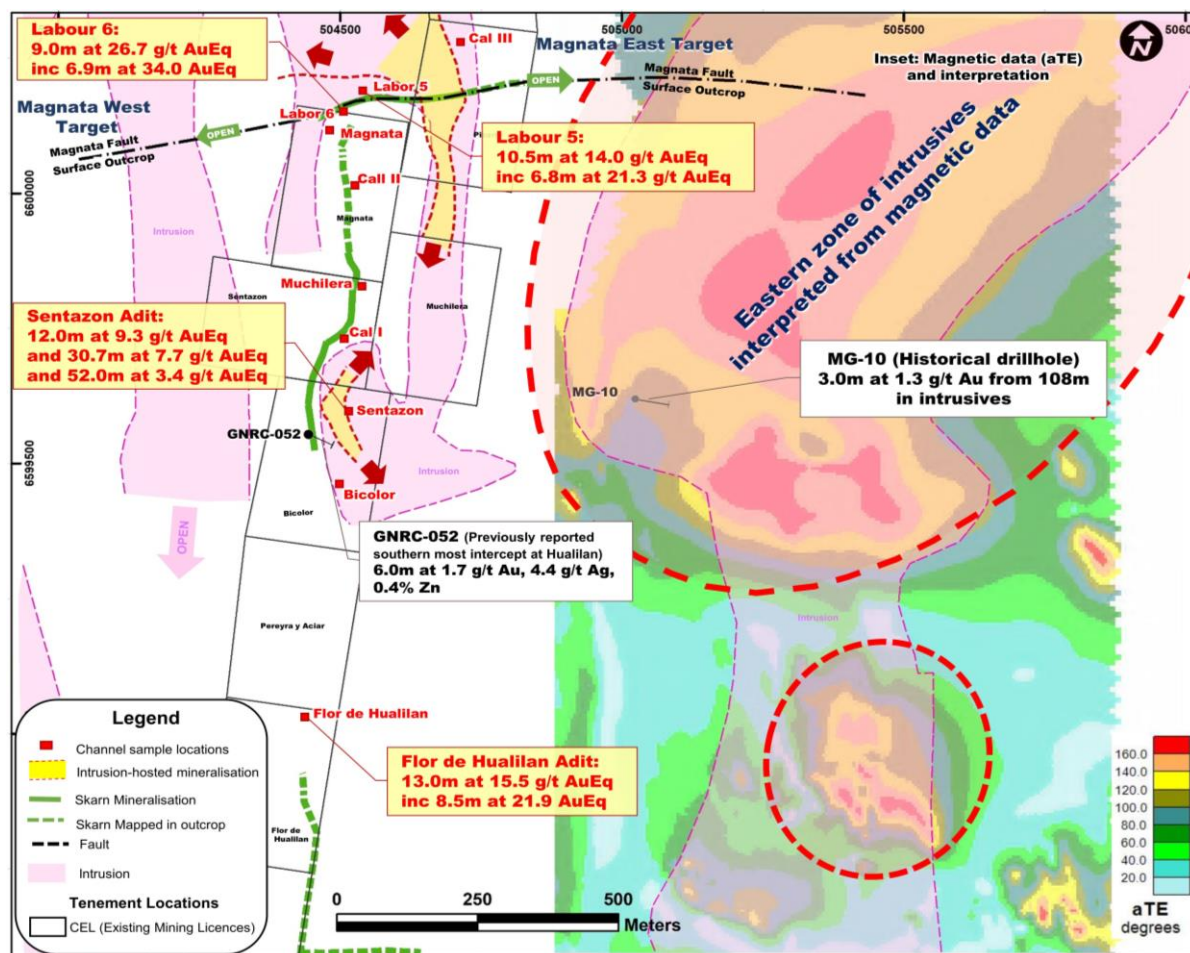 504500
505000
505500
Labour 6:
9.0m at 26.7 g/t AuEq
inc 6.9m at 34.0 AuEq
Cal III
Magnata East Target
N
Inset: Magnetic data (aTE)
and interpretation
OPEN
Magnata Fault
Surface Outcrop
Magnata West
Target
Labor 5
Labor 6
OPEN
Magnata
Magnata Fault
Surface Outcrop
Labour 5:
10.5m at 14.0 g/t AuEq
inc 6.8m at 21.3 g/t AuEq
Eastern zone of intrusives
interpreted from magnetic data
6600000
Call II
Magnata
Intrusion
Muchilera
Sentazon
Muchilera
Sentazon Adit:
12.0m at 9.3 g/t AuEq
and 30.7m at 7.7 g/t AuEq
and 52.0m at 3.4 g/t AuEq
Cal I
MG-10 (Historical drillhole)
3.0m at 1.3 g/t Au from 108m
in intrusives
MG-10
Sentazon
GNRC-052
6599500
Intrusion
Bicolor
Bicolor
OPEN
GNRC-052 (Previously reported
southern most intercept at Hualilan)
6.0m at 1.7 g/t Au, 4.4 g/t Ag,
0.4% Zn
Pereyra y Aciar
Intrusion
Flor de Hualilan
Flor de Hualilan Adit:
13.0m at 15.5 g/t AuEq
inc 8.5m at 21.9 AuEq
Flor de
Hualilan
Legend
Channel sample locations
Intrusion-hosted mineralisation
Skarn Mineralisation
Skarn Mapped in outcrop
Fault
Intrusion
Tenement Locations
CEL (Existing Mining Licences)
0 250 500
Meters
160.0
140.0
120.0
100.0
80.0
60.0
40.0
20.0
aTE
degrees